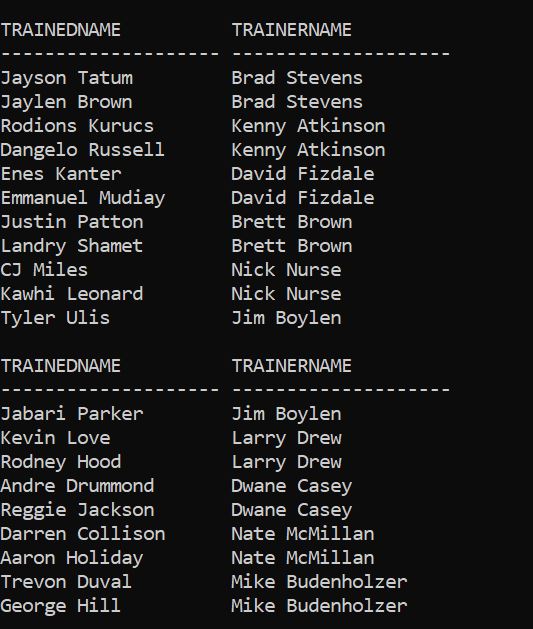 TRAINEDNAME TRAINERNAME
-------------------- --------------------
Jayson Tatum Brad Stevens
Jaylen Brown Brad Stevens
Rodions Kurucs Kenny Atkinson
Dangelo Russell Kenny Atkinson
Enes Kanter David Fizdale
Emmanuel Mudiay David Fizdale
Justin Patton Brett Brown
Landry Shamet Brett Brown
CJ Miles Nick Nurse
Kawhi Leonard Nick Nurse
Tyler Ulis Jim Boylen
TRAINEDNAME TRAINERNAME
-------------------- --------------------
Jabari Parker Jim Boylen
Kevin Love Larry Drew
Rodney Hood Larry Drew
Andre Drummond Dwane Casey
Reggie Jackson Dwane Casey
Darren Collison Nate McMillan
Aaron Holiday Nate McMillan
Trevon Duval Mike Budenholzer
George Hill Mike Budenholzer